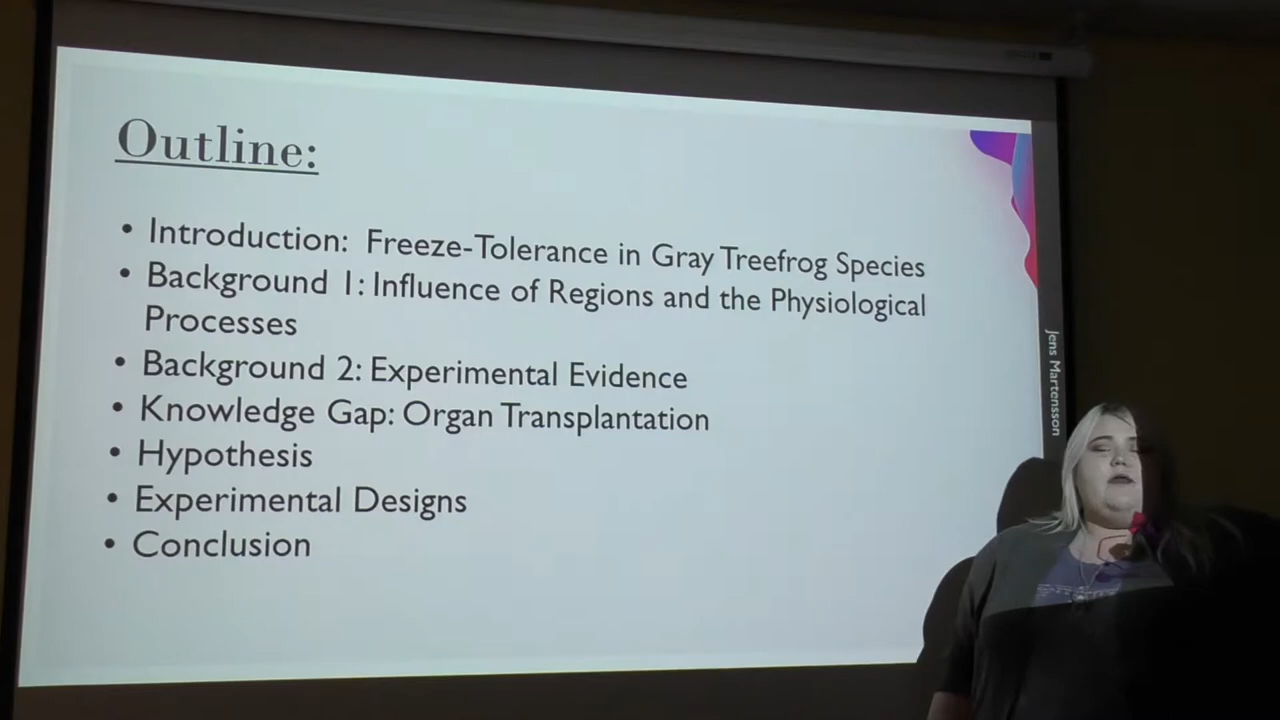 Outline:
• Introduction: Freeze-Tolerance in Gray Treefrog Species
• Background 1: Influence of Regions and the Physiological
Processes
• Background 2: Experimental Evidence
• Knowledge Gap: Organ Transplantation
• Hypothesis
• Experimental Designs
• Conclusion
Jens Martensson